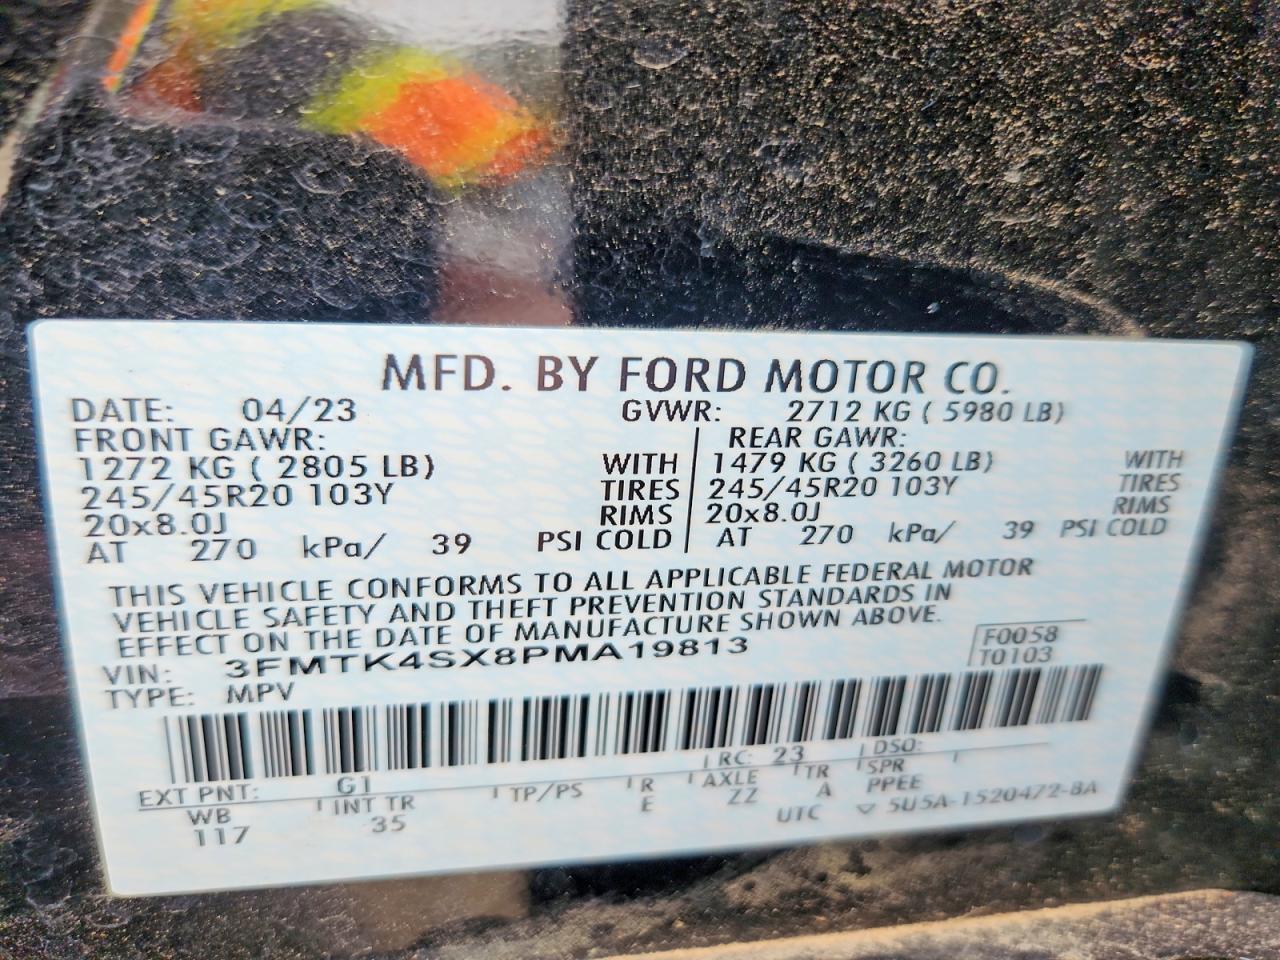 MFD. BY FORD MOTOR CO.
DATE: 04/23 GVWR: 2712 KG ( 5980 LB)
FRONT GAWR: REAR GAWR:
1272 KG ( 2805 LB) WITH 1479 KG ( 3260 LB) WITH
245/45R20 103Y TIRES 245/45R20 103Y TIRES
20x8.0J RIMS 20x8.0J RIMS
AT 270 kPa/ 39 PSI COLD AT 270 kPa/ 39 PSI COLD
THIS VEHICLE CONFORMS TO ALL APPLICABLE FEDERAL MOTOR
VEHICLE SAFETY AND THEFT PREVENTION STANDARDS IN
EFFECT ON THE DATE OF MANUFACTURE SHOWN ABOVE.
VIN: 3FMTK4SX8PMA19813 F0058
TYPE: MPV T0103
EXT PNT: G1 RC: 23 DSO:
WB INT TR TP/PS R AXLE TR SPR
117 35 E ZZ A PPEE
UTC 5U5A-1520472-BA